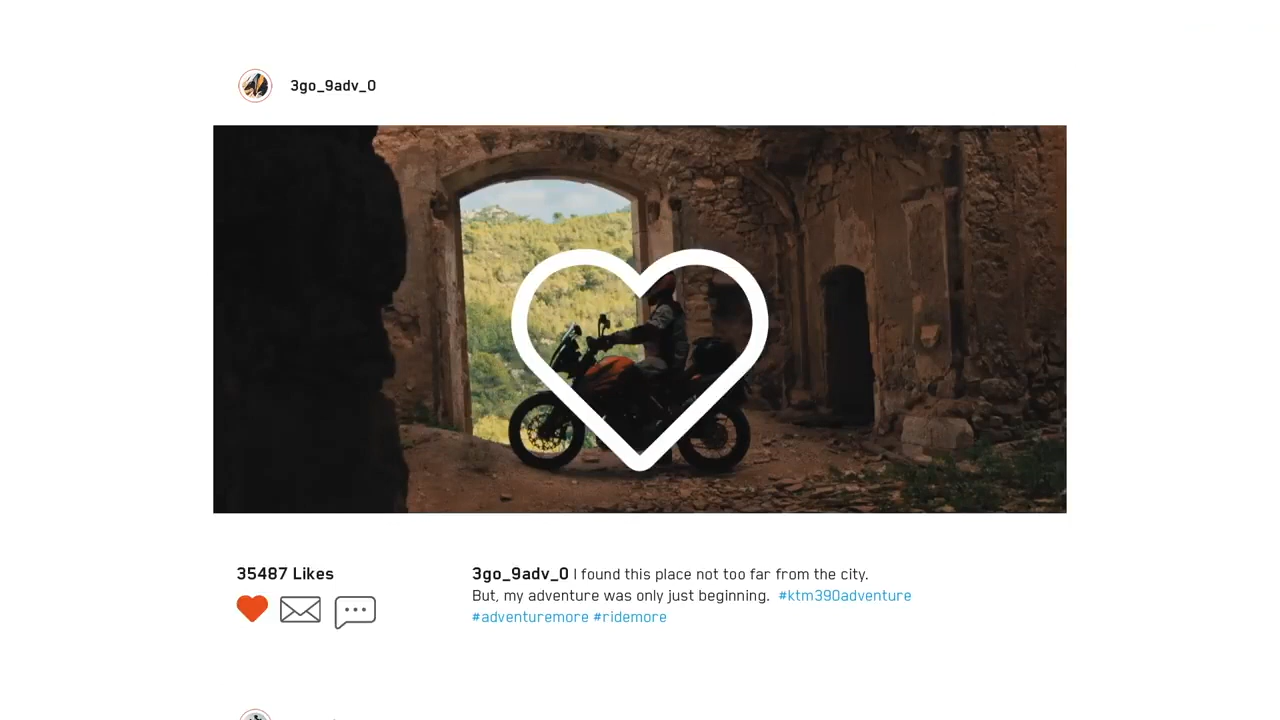 3go_9adv_0
35487 Likes
3go_9adv_0 I found this place not too far from the city.
But, my adventure was only just beginning. #ktm390adventure
#adventuremore #ridemore